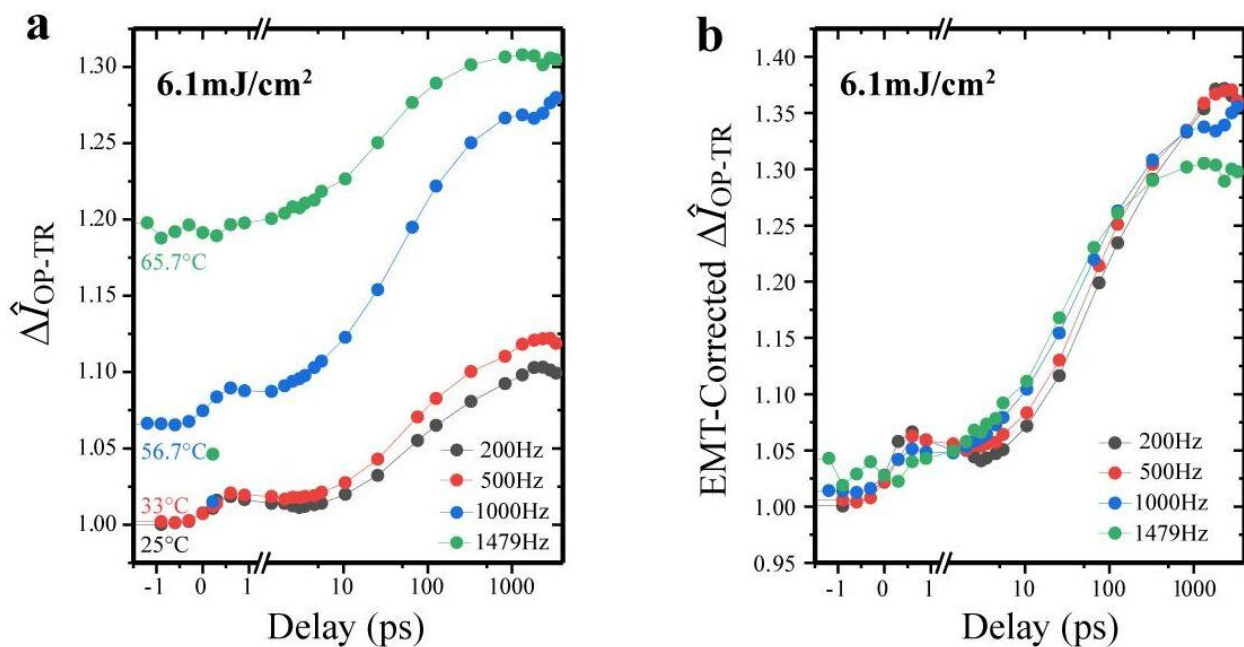 a
6.1mJ/cm²
ΔÎOP-TR
1.30
1.25
1.20
1.15
1.10
1.05
1.00
65.7°C
56.7°C
33°C
25°C
200Hz
500Hz
1000Hz
1479Hz
-1 0 1 10 100 1000
Delay (ps)
b
6.1mJ/cm²
EMT-Corrected ΔÎOP-TR
1.40
1.35
1.30
1.25
1.20
1.15
1.10
1.05
1.00
0.95
200Hz
500Hz
1000Hz
1479Hz
-1 0 1 10 100 1000
Delay (ps)